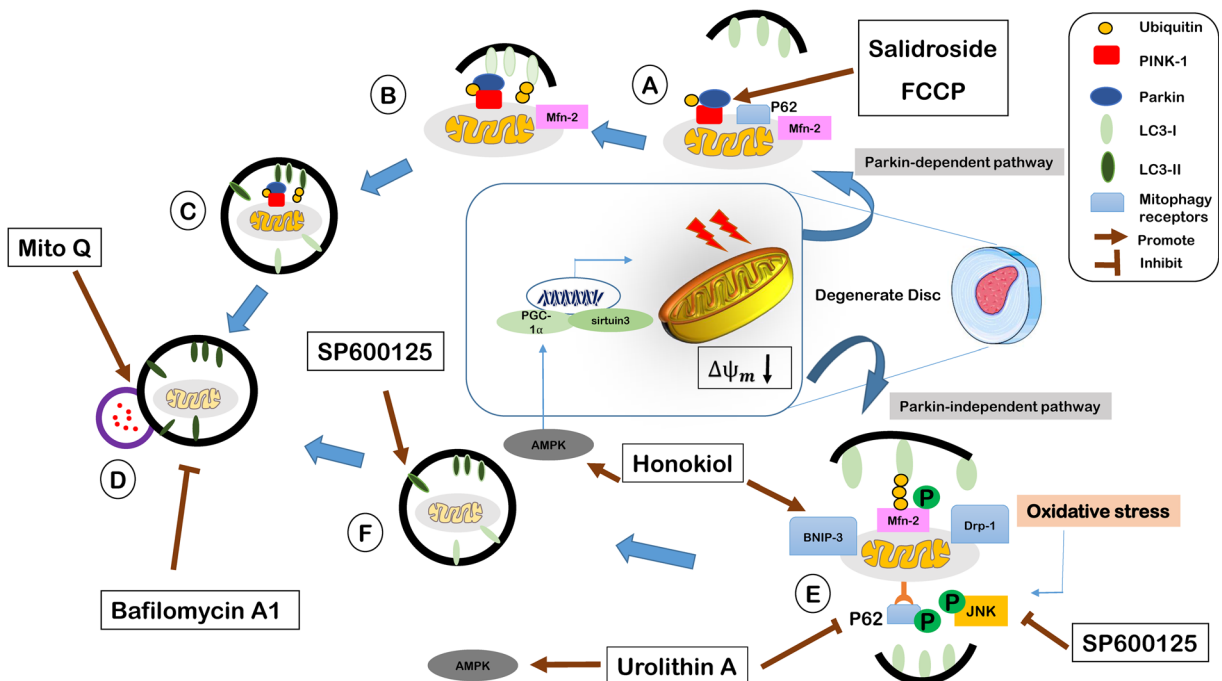 Salidroside
FCCP
A
P62
Mfn-2
B
Mfn-2
C
D
Mito Q
Bafilomycin A1
SP600125
F
PGC-
1α
sirtuin3
Δψm
AMPK
Degenerate Disc
Parkin-dependent pathway
Parkin-independent pathway
Honokiol
BNIP-3
Mfn-2
P
Drp-1
Oxidative stress
E
P62
P
P
JNK
SP600125
Urolithin A
AMPK
Ubiquitin
PINK-1
Parkin
LC3-I
LC3-II
Mitophagy
receptors
Promote
Inhibit